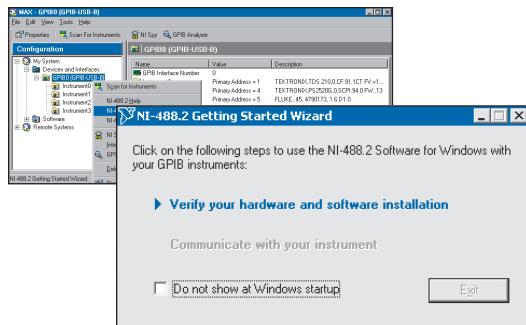 MAX - GPIB0 (GPIB-USB-B)
File Edit View Tools Help
Properties Scan For Instruments NI Spy GPIB Analyzer
Configuration GPIB0 (GPIB-USB-B)
My System
Devices and Interfaces
GPIB0 (GPIB-USB-B)
Instrument0
Instrument1
Instrument2
Instrument3
Software
Remote Systems
Name Value Description
GPIB Interface Number 0
Primary Address = 1 TEKTRONIX,TDS 210,0,CF:91.1CT FV:v1...
Primary Address = 4 TEKTRONIX,PS2520G,0,SCPI:94.0 FW:.13
Primary Address = 5 FLUKE, 45, 4790173, 1.6 D1.0
Scan for Instruments
NI-488.2 Help
NI-488.2 Getting Started Wizard
NI-488.2 Getting Started Wizard
Click on the following steps to use the NI-488.2 Software for Windows with
your GPIB instruments:
Verify your hardware and software installation
Communicate with your instrument
Do not show at Windows startup
Exit